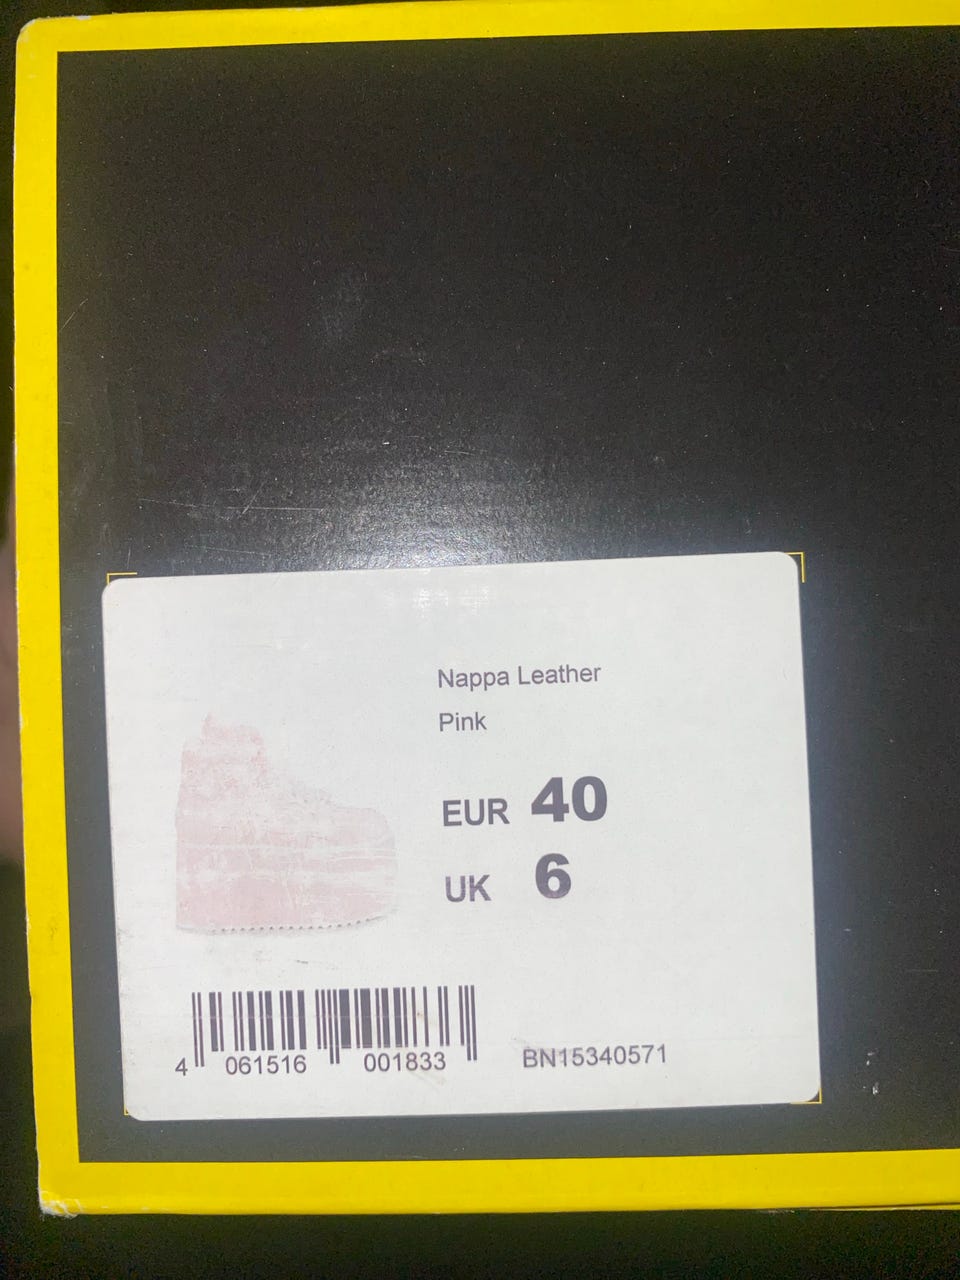 Nappa Leather
Pink
EUR 40
UK 6
4 061516 001833
BN15340571